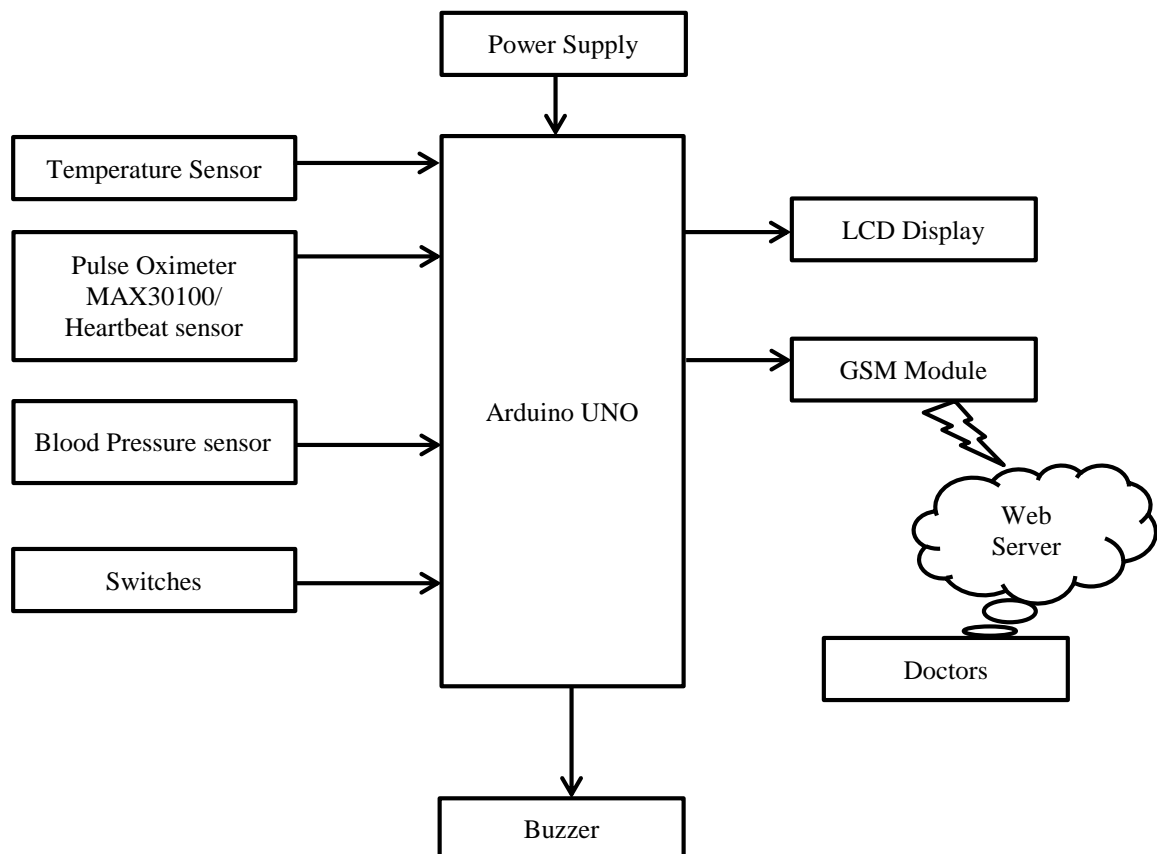 Power Supply
Temperature Sensor
Pulse Oximeter
MAX30100/
Heartbeat sensor
Blood Pressure sensor
Switches
Arduino UNO
LCD Display
GSM Module
Web
Server
Doctors
Buzzer